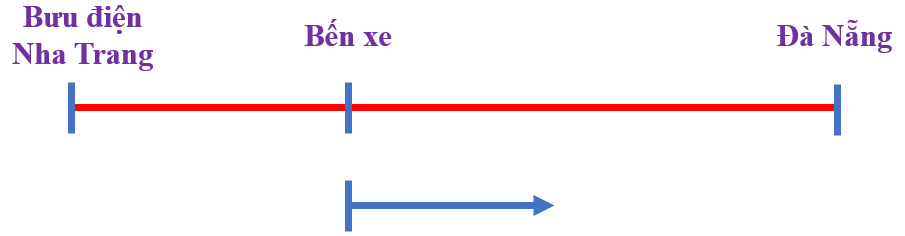 Bưu điện
Nha Trang
Bến xe
Đà Nẵng